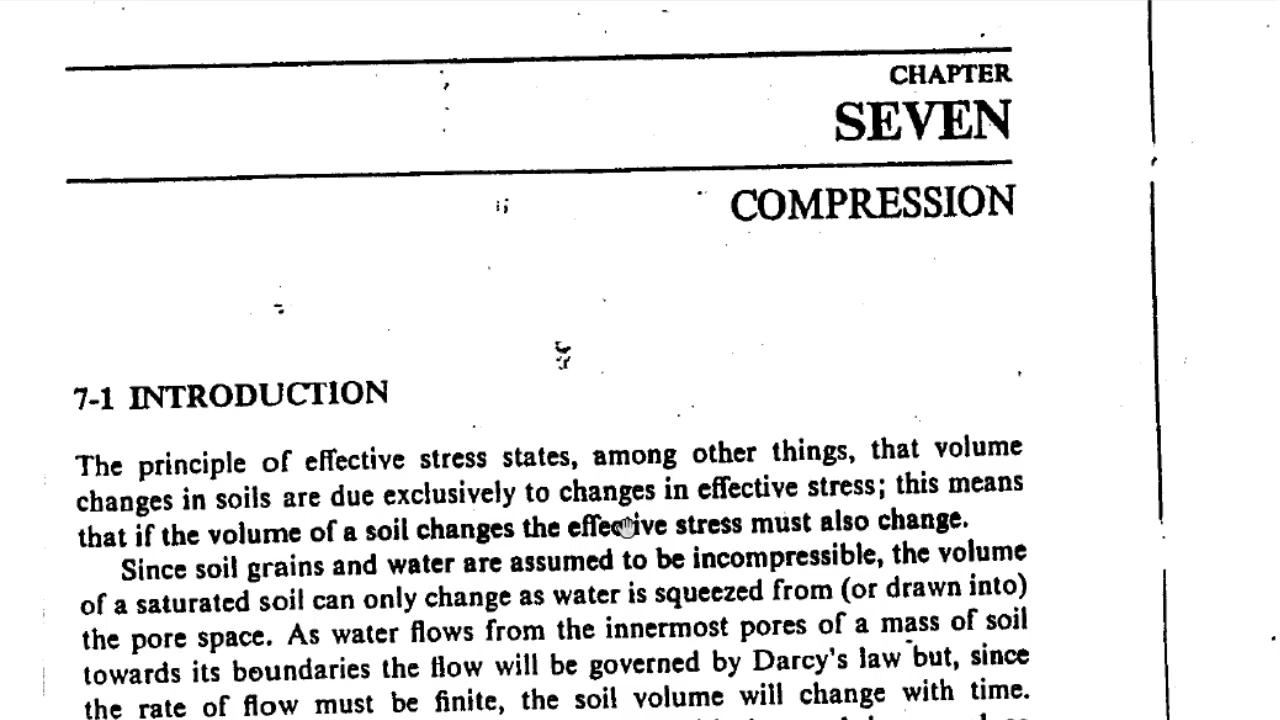 CHAPTER
SEVEN
COMPRESSION
7-1 INTRODUCTION
The principle of effective stress states, among other things, that volume
changes in soils are due exclusively to changes in effective stress; this means
that if the volume of a soil changes the effective stress must also change.
Since soil grains and water are assumed to be incompressible, the volume
of a saturated soil can only change as water is squeezed from (or drawn into)
the pore space. As water flows from the innermost pores of a mass of soil
towards its boundaries the flow will be governed by Darcy's law but, since
the rate of flow must be finite, the soil volume will change with time.